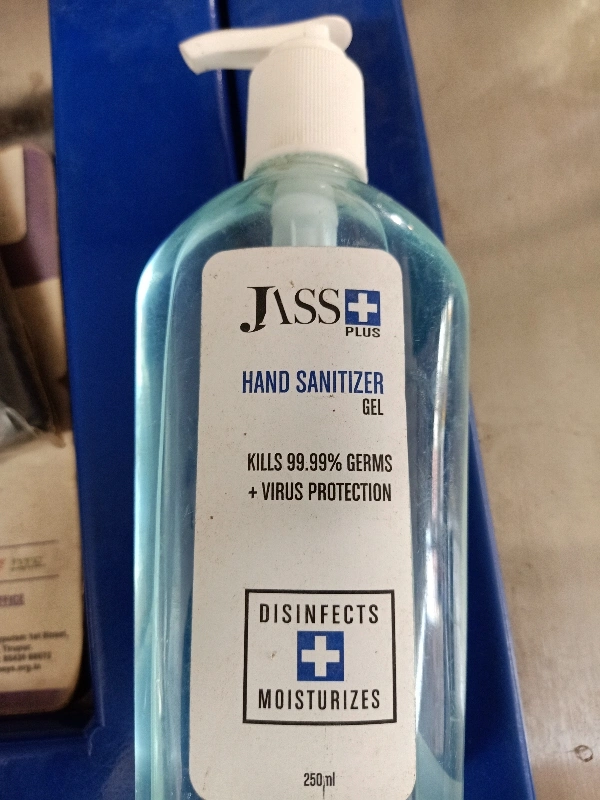 JASS
PLUS
HAND SANITIZER
GEL
KILLS 99.99% GERMS
+ VIRUS PROTECTION
DISINFECTS
MOISTURIZES
250ml